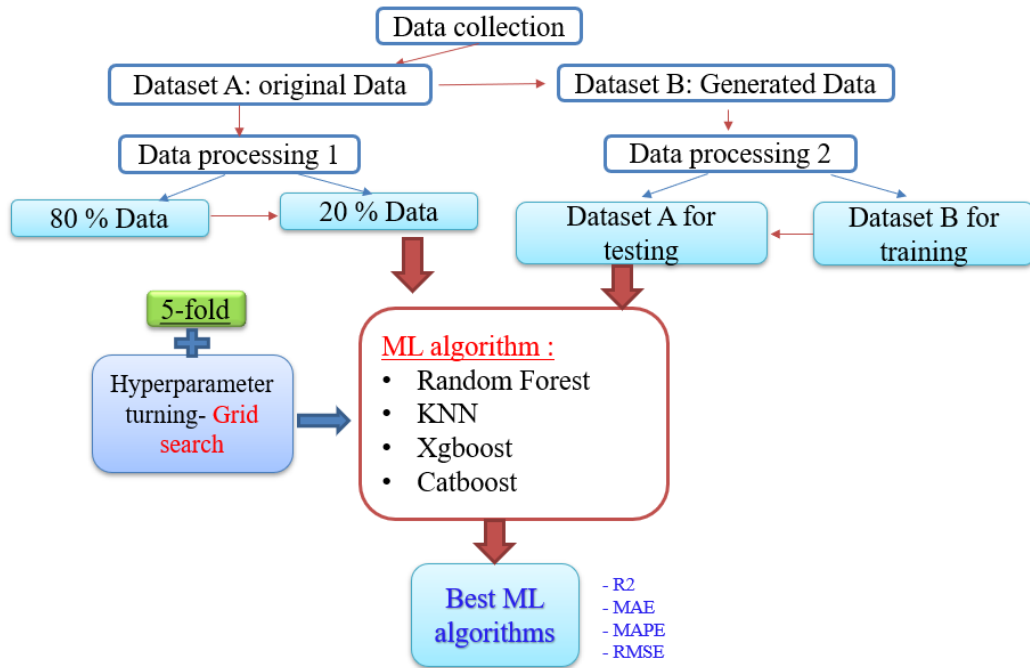 Data collection
Dataset A: original Data
Dataset B: Generated Data
Data processing 1
Data processing 2
80 % Data
20 % Data
Dataset A for
testing
Dataset B for
training
5-fold
Hyperparameter
turning- Grid
search
ML algorithm :
• Random Forest
• KNN
• Xgboost
• Catboost
Best ML
algorithms
- R2
- MAE
- MAPE
- RMSE